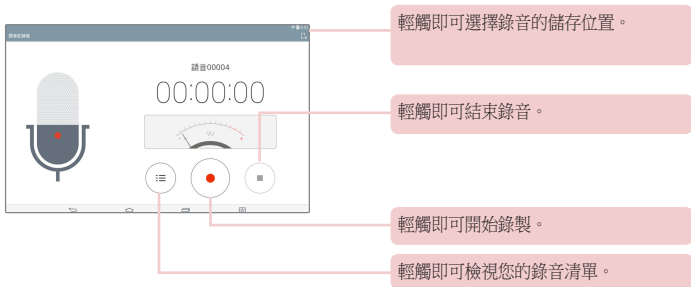 輕觸即可選擇錄音的儲存位置。
語音00004
00:00:00
VU
輕觸即可結束錄音。
輕觸即可開始錄製。
輕觸即可檢視您的錄音清單。